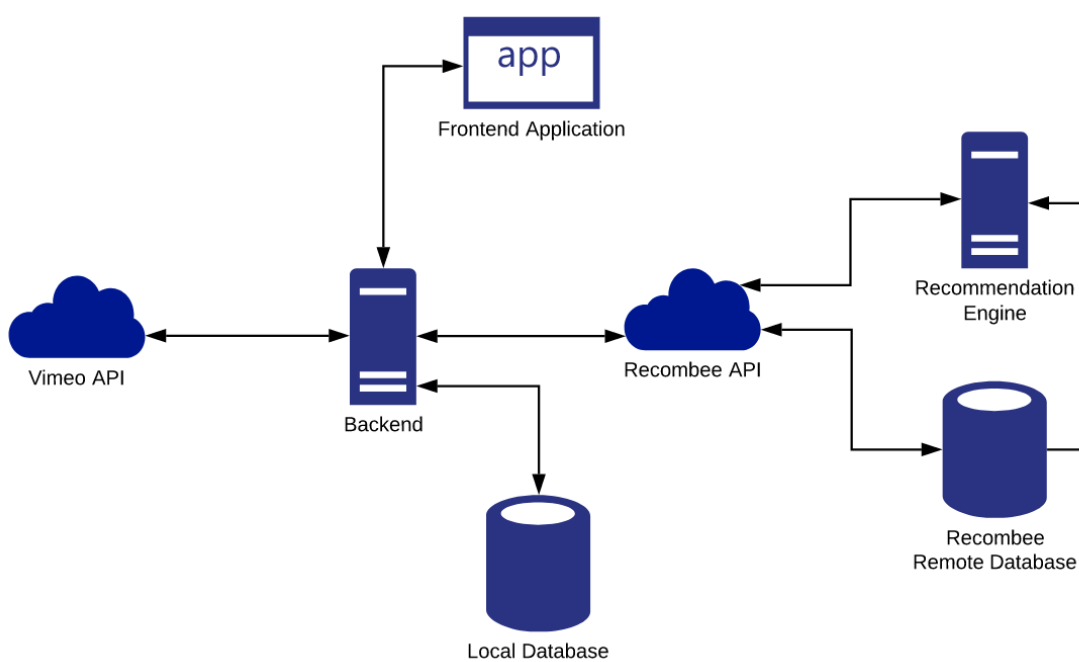 app
Frontend Application
Recommendation
Engine
Vimeo API
Recombee API
Backend
Recombee
Remote Database
Local Database